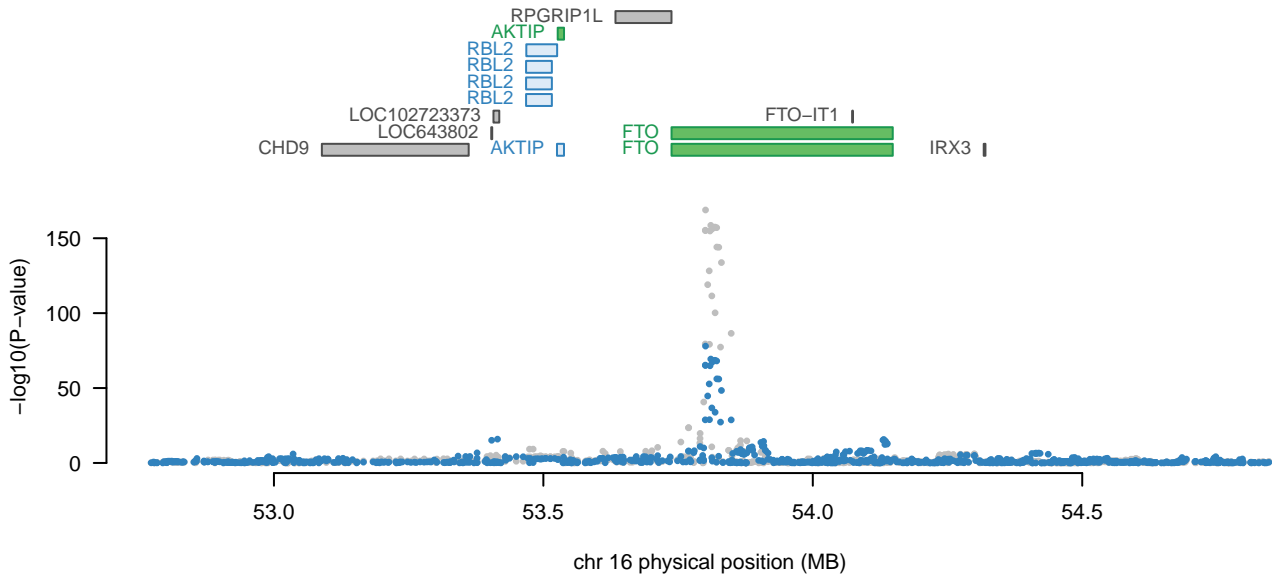 RPGRIP1L
AKTIP
RBL2
RBL2
RBL2
RBL2
LOC102723373 FTO−IT1
LOC643802 FTO
CHD9 AKTIP FTO IRX3
150
100
50
0
−log10(P−value)
53.0 53.5 54.0 54.5
chr 16 physical position (MB)